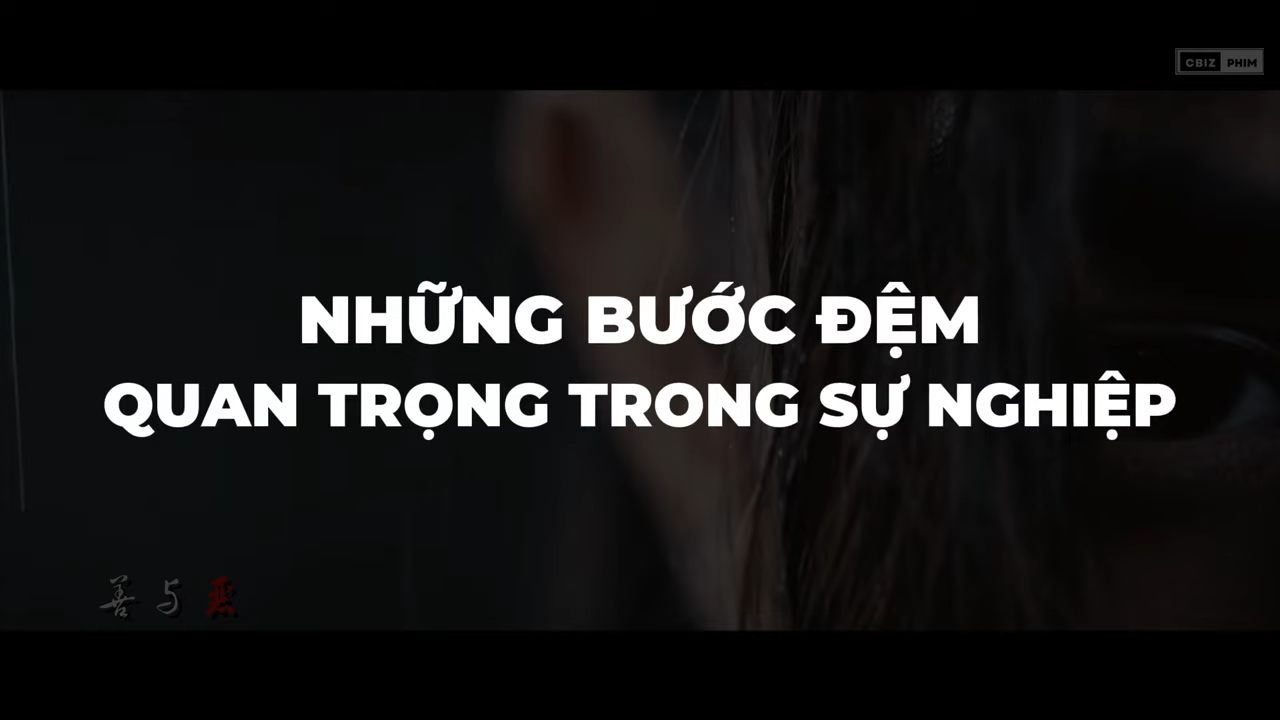 CBIZ PHIM
NHỮNG BƯỚC ĐỆM
QUAN TRỌNG TRONG SỰ NGHIỆP
善与恶